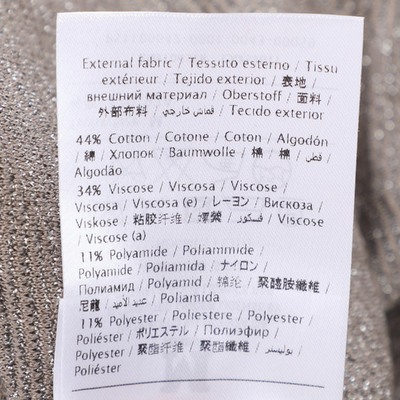 External fabric / Tessuto esterno / Tissu
extérieur / Tejido exterior / 表地 /
внешний материал / Oberstoff / 面料 /
外部布料 / قماش خارجي / Tecido exterior
44% Cotton / Cotone / Coton / Algodón
/ 綿 / Хлопок / Baumwolle / 棉 / 棉 / قطن /
Algodão
34% Viscose / Viscosa / Viscose /
Viscosa / Viscosa (e) / レーヨン / Вискоза /
Viskose / 粘胶纤维 / 嫘縈 / فسكوز / Viscose
/ Viscose (a)
11% Polyamide / Poliammide /
Polyamide / Poliamida / ナイロン /
Полиамид / Polyamid / 锦纶 / 聚醯胺纖維 /
尼龍 / عديد الأميد / Poliamida
11% Polyester / Poliestere / Polyester /
Poliéster / ポリエステル / Полиэфир /
Polyester / 聚酯纤维 / 聚酯纖維 / بوليستر /
Poliéster